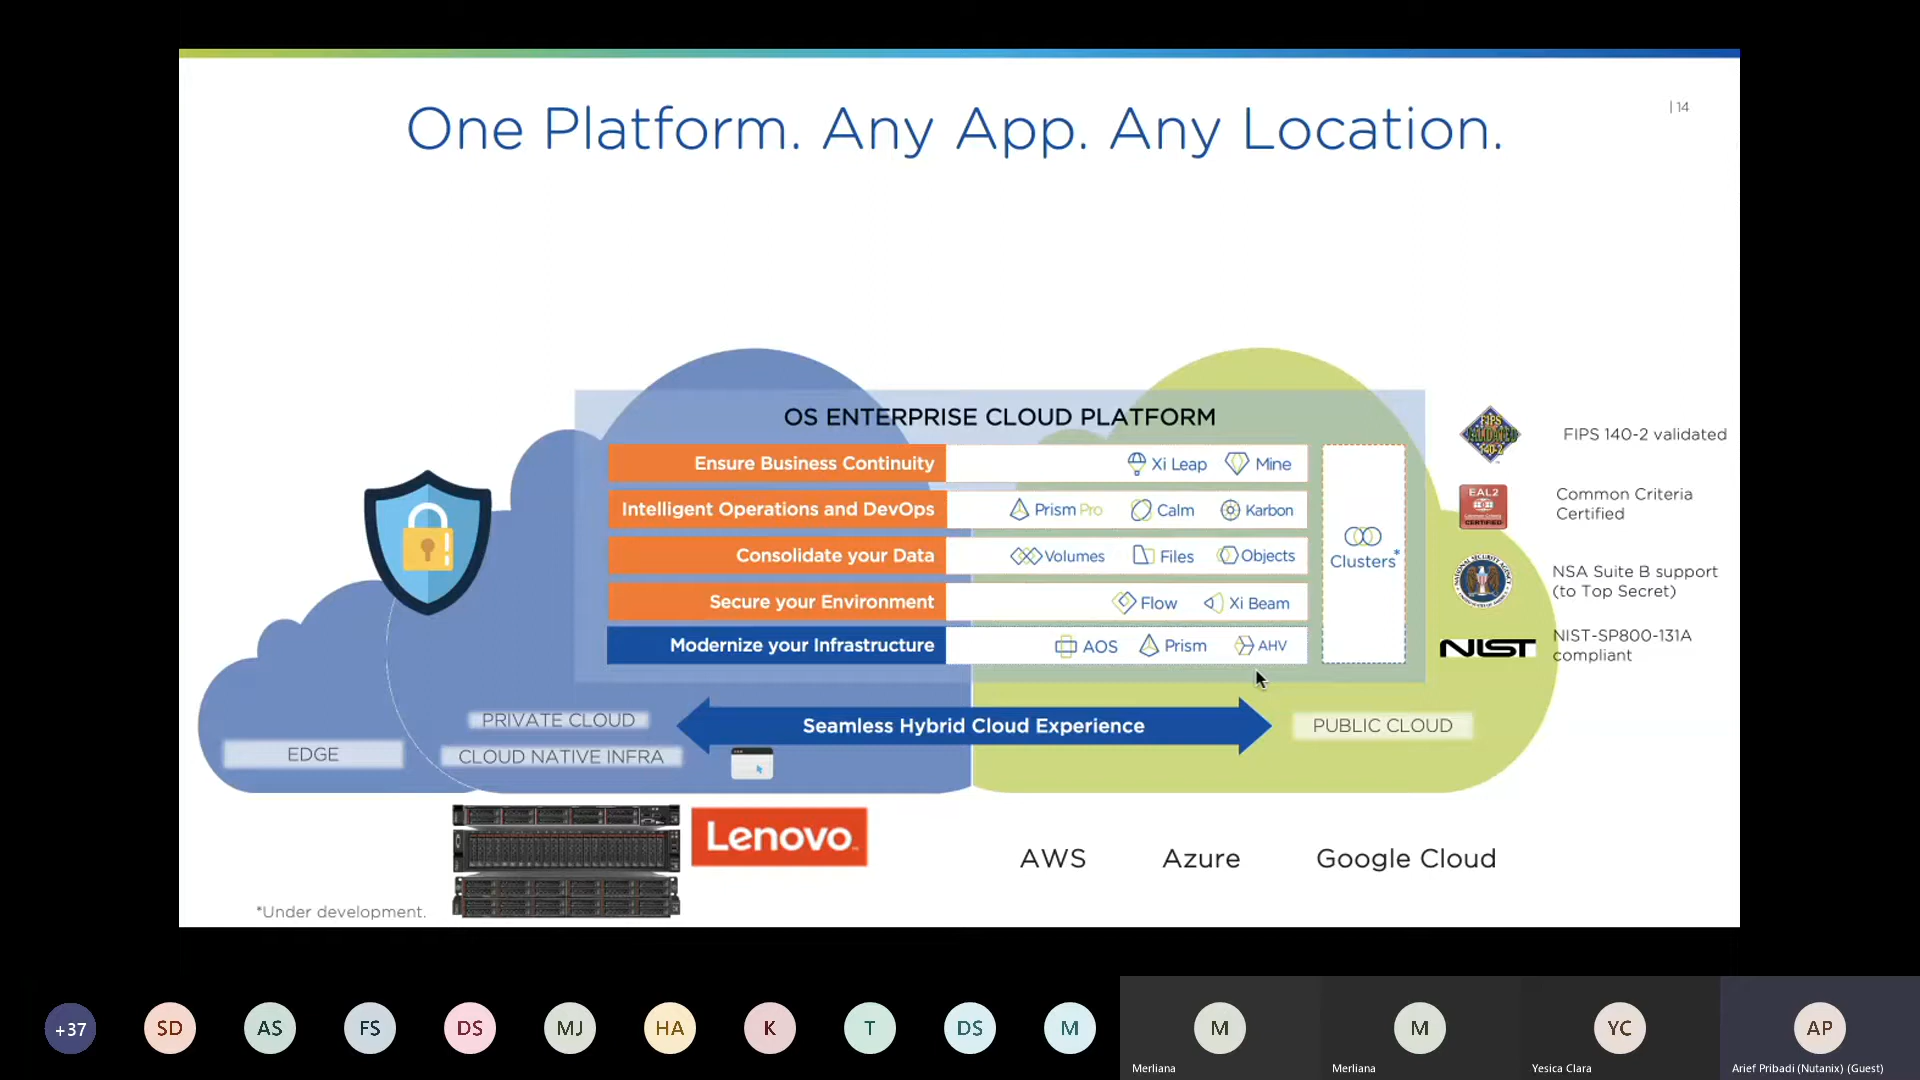 | 14
One Platform. Any App. Any Location.
OS ENTERPRISE CLOUD PLATFORM
Ensure Business Continuity
Xi Leap
Mine
Intelligent Operations and DevOps
Prism Pro
Calm
Karbon
Consolidate your Data
Volumes
Files
Objects
Secure your Environment
Flow
Xi Beam
Modernize your Infrastructure
AOS
Prism
AHV
Clusters*
FIPS
VALIDATED
140-2
FIPS 140-2 validated
EAL2
CERTIFIED
Common Criteria
Certified
NSA Suite B support
(to Top Secret)
NIST
NIST-SP800-131A
compliant
PRIVATE CLOUD
Seamless Hybrid Cloud Experience
PUBLIC CLOUD
EDGE
CLOUD NATIVE INFRA
Lenovo
AWS
Azure
Google Cloud
*Under development.
+37
SD
AS
FS
DS
MJ
HA
K
T
DS
M
M
M
YC
AP
Merliana
Merliana
Yesica Clara
Arief Pribadi (Nutanix) (Guest)